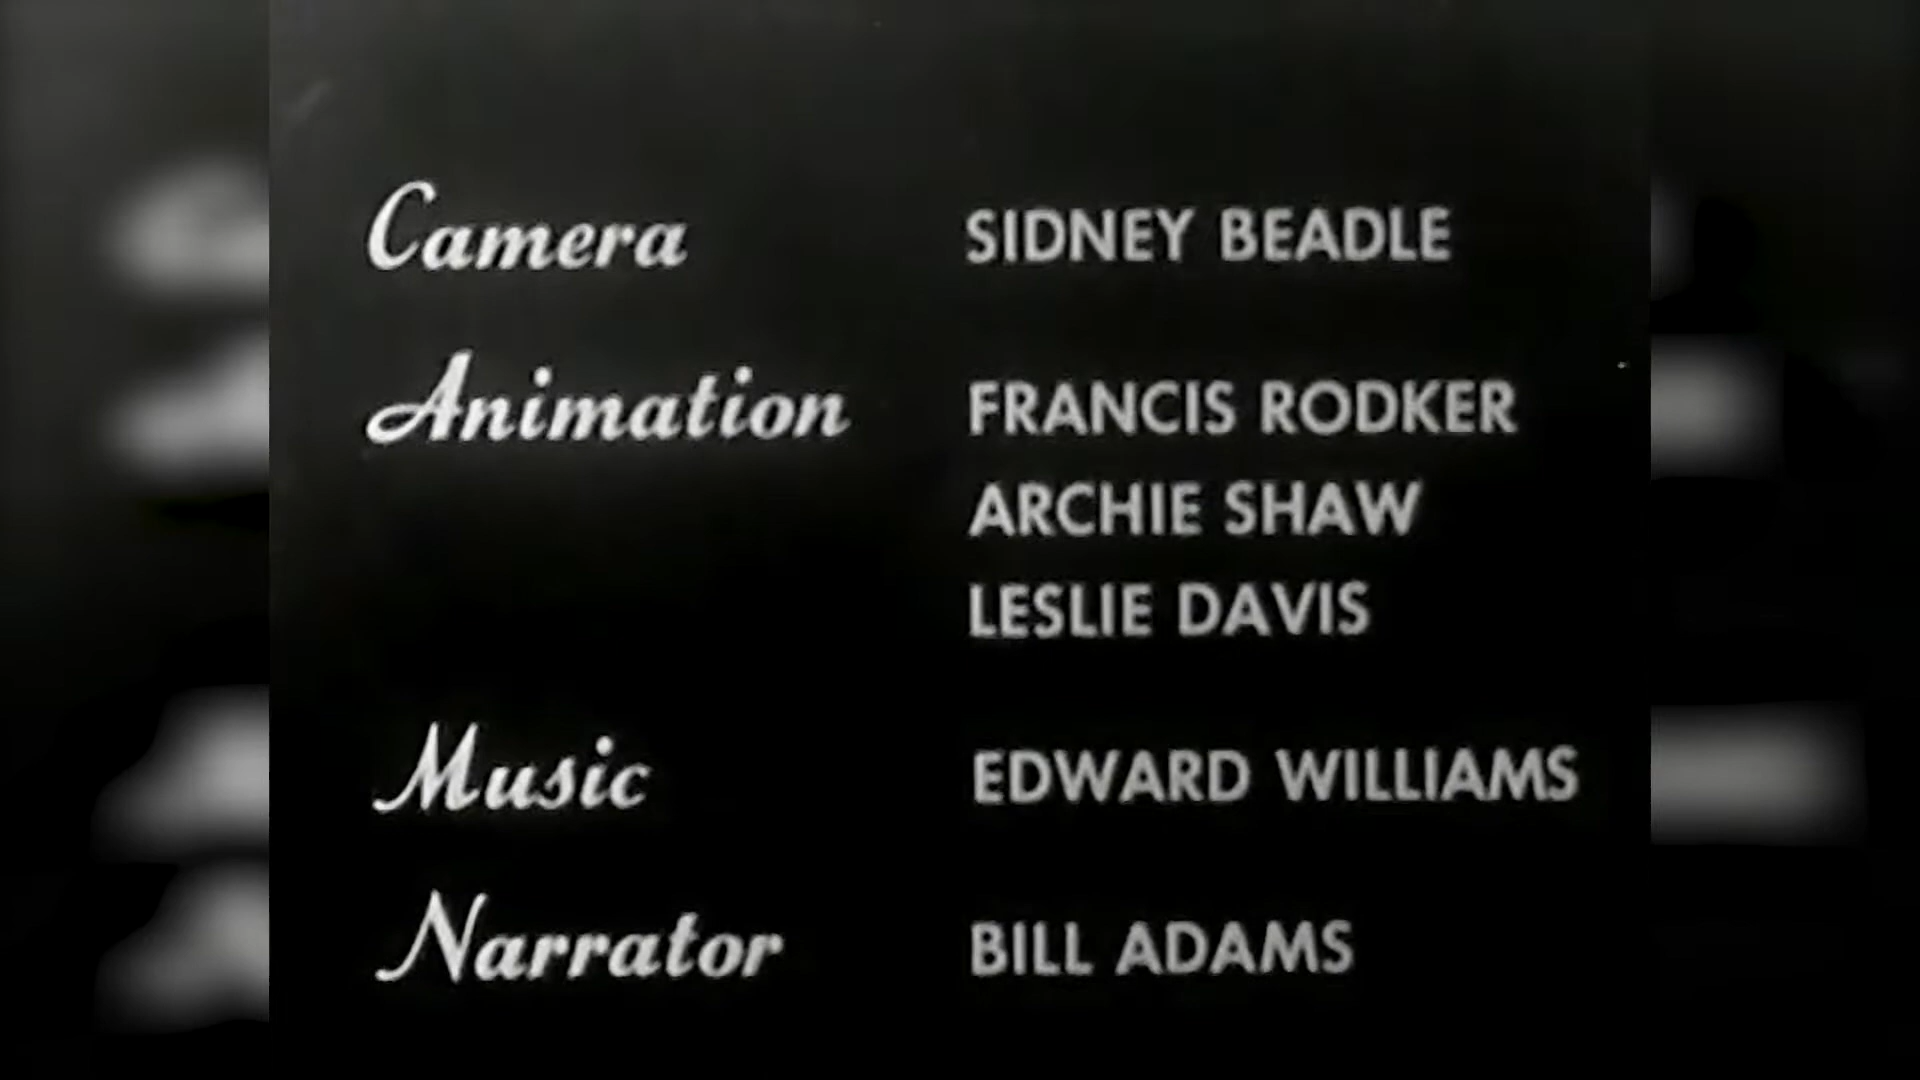 Camera SIDNEY BEADLE
Animation FRANCIS RODKER
ARCHIE SHAW
LESLIE DAVIS
Music EDWARD WILLIAMS
Narrator BILL ADAMS